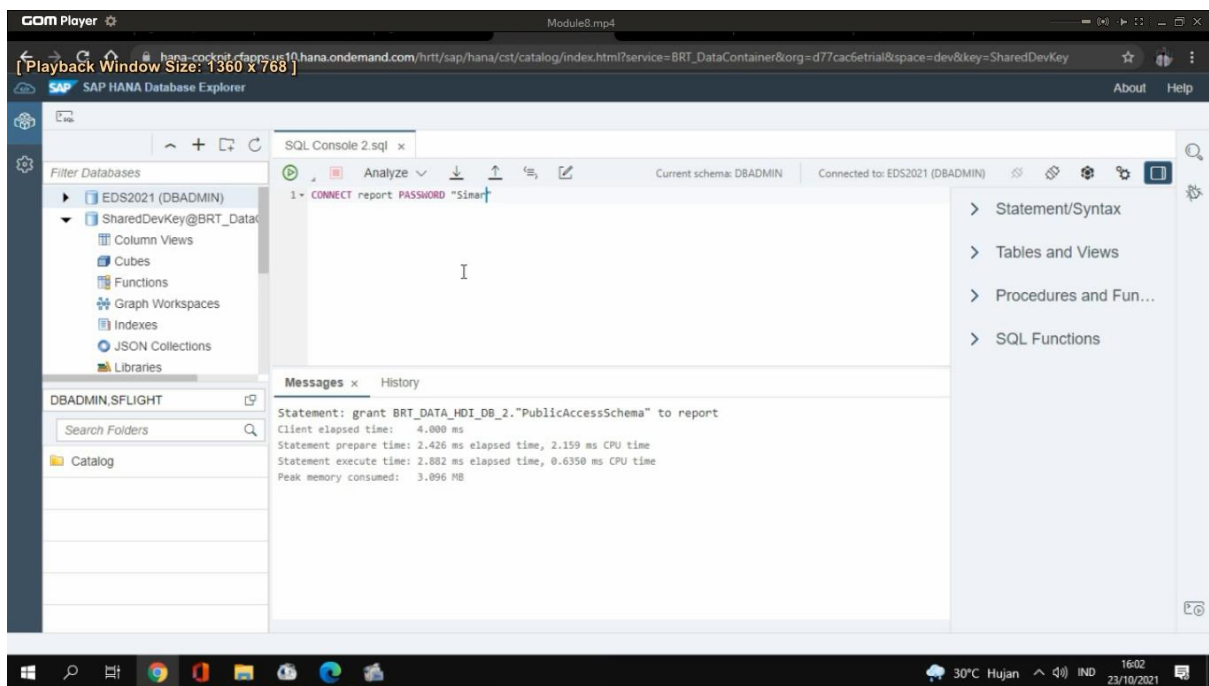 GOM Player
Module8.mp4
hana-cockpit.cfapps.us10.hana.ondemand.com/hrtt/sap/hana/cst/catalog/index.html?service=BRT_DataContainer&org=d77cac6etrial&space=dev&key=SharedDevKey
[ Playback Window Size: 1360 x 768 ]
SAP SAP HANA Database Explorer
About Help
SQL Console 2.sql ×
Filter Databases
Analyze
Current schema: DBADMIN
Connected to: EDS2021 (DBADMIN)
EDS2021 (DBADMIN)
SharedDevKey@BRT_Data
Column Views
Cubes
Functions
Graph Workspaces
Indexes
JSON Collections
Libraries
1 CONNECT report PASSWORD "Simar"
Statement/Syntax
Tables and Views
Procedures and Fun...
SQL Functions
DBADMIN,SFLIGHT
Search Folders
Catalog
Messages × History
Statement: grant BRT_DATA_HDI_DB_2."PublicAccessSchema" to report
Client elapsed time: 4.000 ms
Statement prepare time: 2.426 ms elapsed time, 2.159 ms CPU time
Statement execute time: 2.882 ms elapsed time, 0.6350 ms CPU time
Peak memory consumed: 3.096 MB
30°C Hujan
IND
16:02
23/10/2021